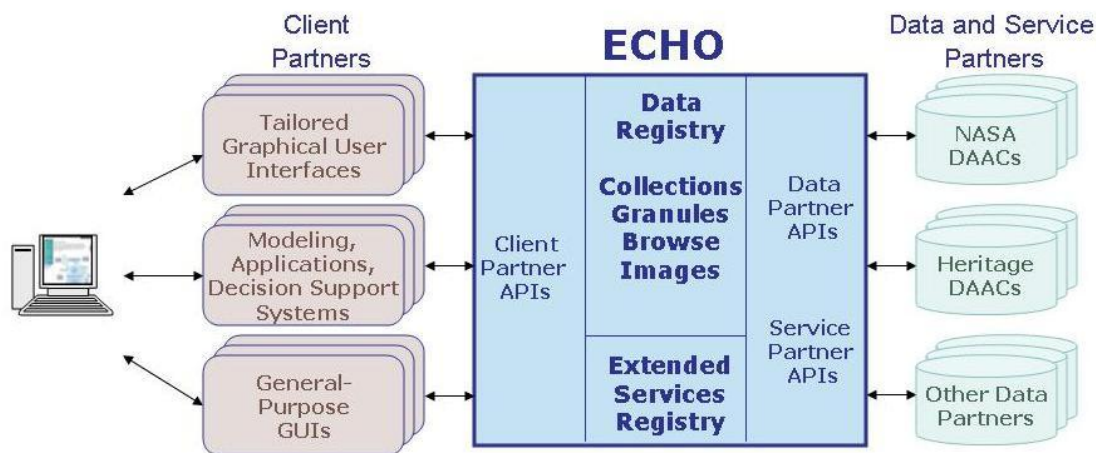 Client
Partners
ECHO
Data and Service
Partners
Tailored
Graphical User
Interfaces
Modeling,
Applications,
Decision Support
Systems
General-
Purpose
GUIs
Client
Partner
APIs
Data
Registry
Collections
Granules
Browse
Images
Extended
Services
Registry
Data
Partner
APIs
Service
Partner
APIs
NASA
DAACs
Heritage
DAACs
Other Data
Partners